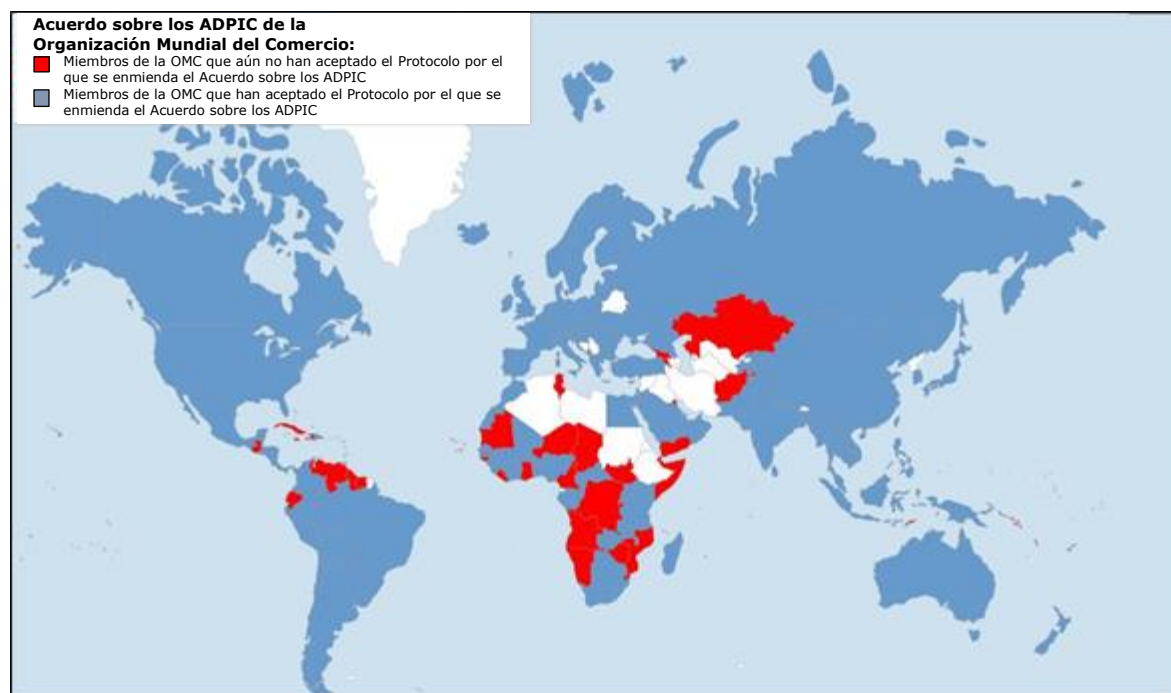 Acuerdo sobre los ADPIC de la
Organización Mundial del Comercio:
Miembros de la OMC que aún no han aceptado el Protocolo por el
que se enmienda el Acuerdo sobre los ADPIC
Miembros de la OMC que han aceptado el Protocolo por el que se
enmienda el Acuerdo sobre los ADPIC